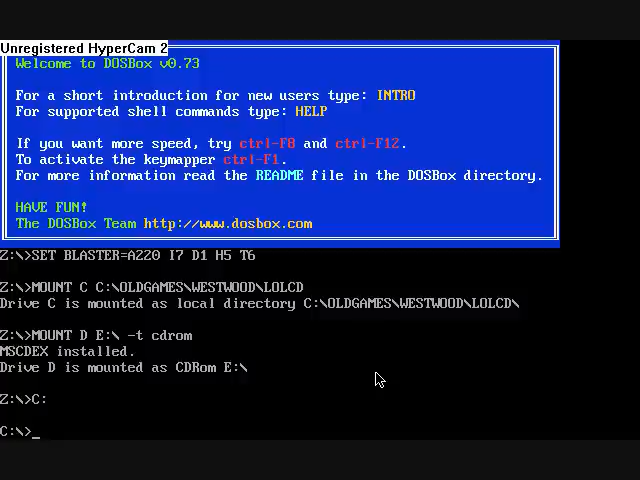 Unregistered HyperCam 2
Welcome to DOSBox v0.73
For a short introduction for new users type: INTRO
For supported shell commands type: HELP
If you want more speed, try ctrl-F8 and ctrl-F12.
To activate the keymapper ctrl-F1.
For more information read the README file in the DOSBox directory.
HAVE FUN!
The DOSBox Team http://www.dosbox.com
Z:\>SET BLASTER=A220 I7 D1 H5 T6
Z:\>MOUNT C C:\OLDGAMES\WESTWOOD\LOLCD
Drive C is mounted as local directory C:\OLDGAMES\WESTWOOD\LOLCD\
Z:\>MOUNT D E:\ -t cdrom
MSCDEX installed.
Drive D is mounted as CDRom E:\
Z:\>C:
C:\>_